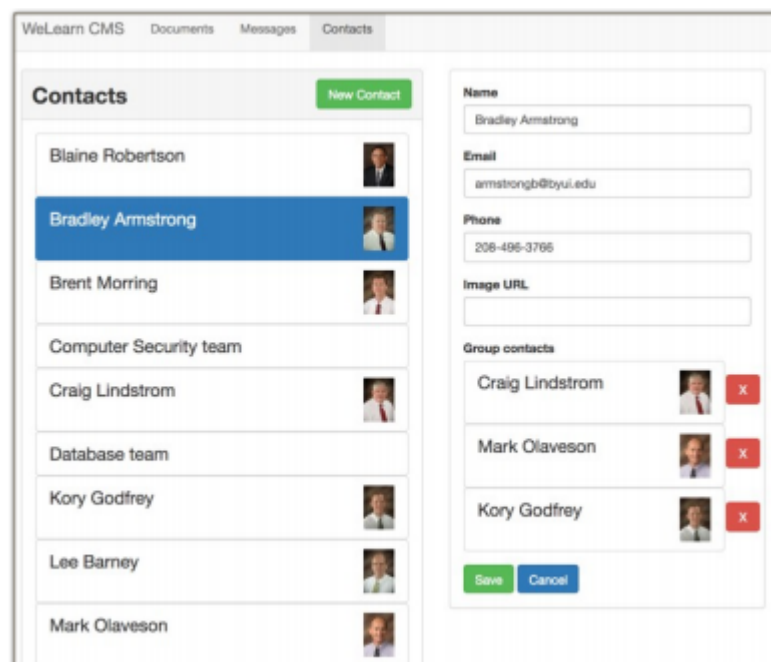 WeLearn CMS Documents Messages Contacts
Contacts
New Contact
Blaine Robertson
Bradley Armstrong
Brent Morring
Computer Security team
Craig Lindstrom
Database team
Kory Godfrey
Lee Barney
Mark Olaveson
Name
Bradley Armstrong
Email
armstrongb@byui.edu
Phone
208-496-3766
Image URL
Group contacts
Craig Lindstrom X
Mark Olaveson X
Kory Godfrey X
Save Cancel